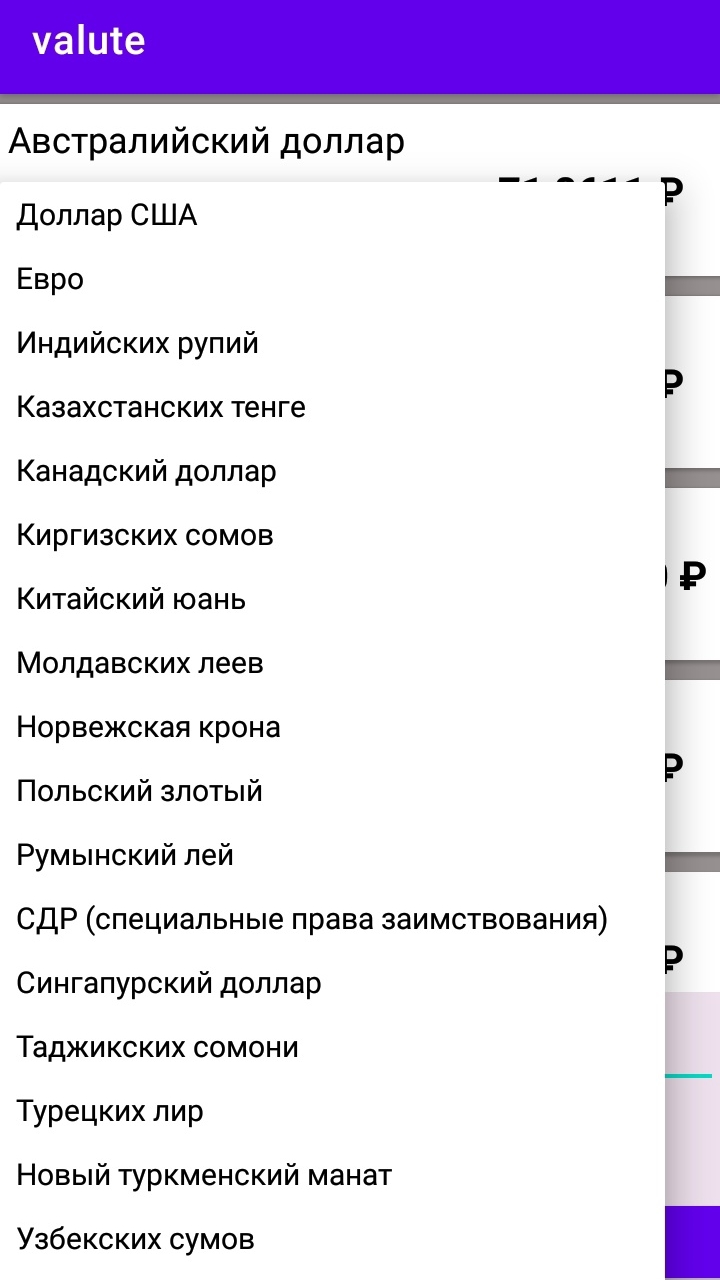 valute
Австралийский доллар
₽
Доллар США
Евро
Индийских рупий
₽
Казахстанских тенге
Канадский доллар
Киргизских сомов
₽
Китайский юань
Молдавских леев
Норвежская крона
₽
Польский злотый
Румынский лей
СДР (специальные права заимствования)
₽
Сингапурский доллар
Таджикских сомони
Турецких лир
Новый туркменский манат
Узбекских сумов